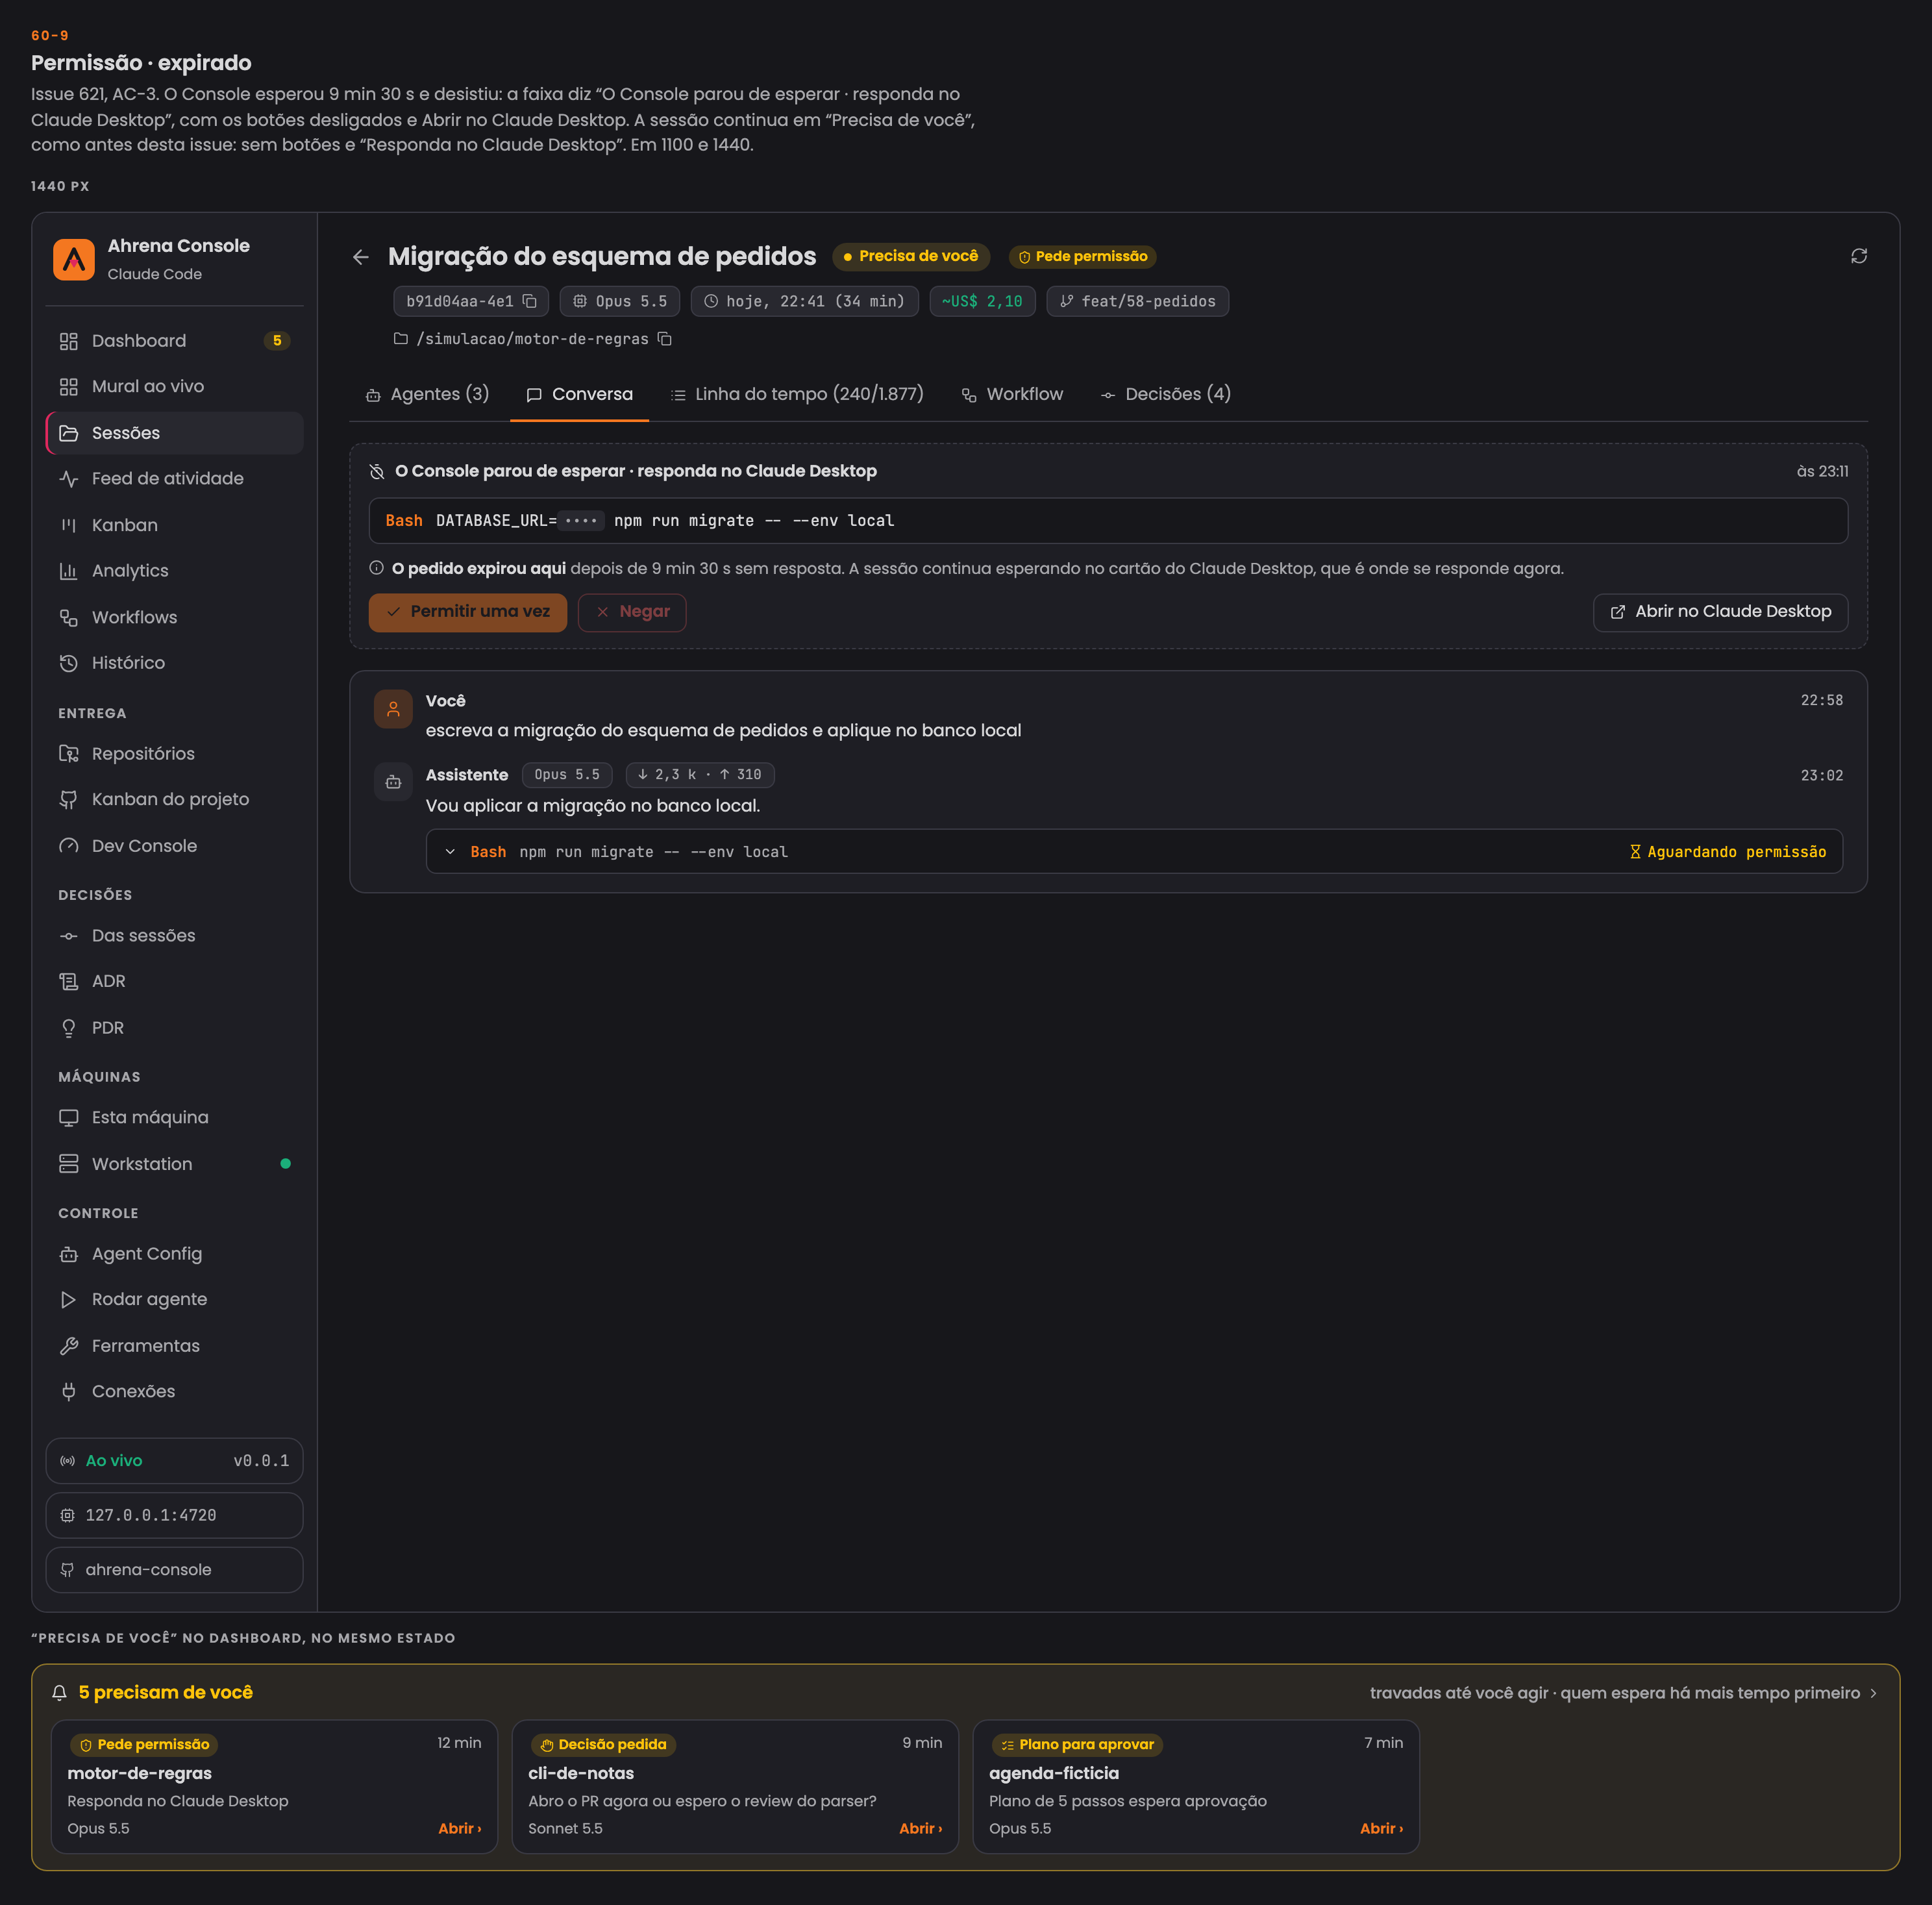 60-9
Permissão · expirado
Issue 621, AC-3. O Console esperou 9 min 30 s e desistiu: a faixa diz “O Console parou de esperar · responda no
Claude Desktop”, com os botões desligados e Abrir no Claude Desktop. A sessão continua em “Precisa de você”,
como antes desta issue: sem botões e “Responda no Claude Desktop”. Em 1100 e 1440.
1440 PX
Ahrena Console
Claude Code
Dashboard 5
Mural ao vivo
Sessões
Feed de atividade
Kanban
Analytics
Workflows
Histórico
ENTREGA
Repositórios
Kanban do projeto
Dev Console
DECISÕES
Das sessões
ADR
PDR
MÁQUINAS
Esta máquina
Workstation
CONTROLE
Agent Config
Rodar agente
Ferramentas
Conexões
Ao vivo v0.0.1
127.0.0.1:4720
ahrena-console
Migração do esquema de pedidos Precisa de você Pede permissão
b91d04aa-4e1 Opus 5.5 hoje, 22:41 (34 min) ~US$ 2,10 feat/58-pedidos
/simulacao/motor-de-regras
Agentes (3) Conversa Linha do tempo (240/1.877) Workflow Decisões (4)
O Console parou de esperar · responda no Claude Desktop às 23:11
Bash DATABASE_URL=•••• npm run migrate -- --env local
O pedido expirou aqui depois de 9 min 30 s sem resposta. A sessão continua esperando no cartão do Claude Desktop, que é onde se responde agora.
Permitir uma vez Negar Abrir no Claude Desktop
Você 22:58
escreva a migração do esquema de pedidos e aplique no banco local
Assistente Opus 5.5 ↓ 2,3 k · ↑ 310 23:02
Vou aplicar a migração no banco local.
Bash npm run migrate -- --env local Aguardando permissão
“PRECISA DE VOCÊ” NO DASHBOARD, NO MESMO ESTADO
5 precisam de você travadas até você agir · quem espera há mais tempo primeiro ›
Pede permissão 12 min
motor-de-regras
Responda no Claude Desktop
Opus 5.5 Abrir ›
Decisão pedida 9 min
cli-de-notas
Abro o PR agora ou espero o review do parser?
Sonnet 5.5 Abrir ›
Plano para aprovar 7 min
agenda-ficticia
Plano de 5 passos espera aprovação
Opus 5.5 Abrir ›